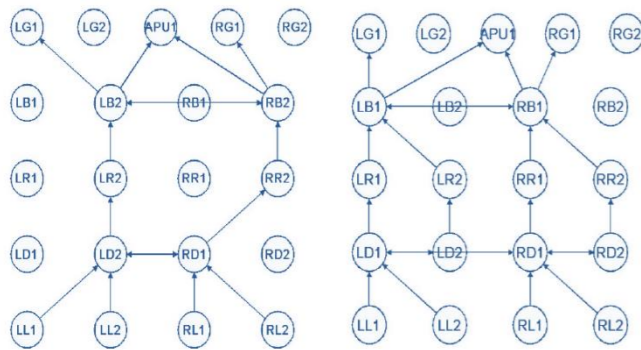 LG1 LG2 APU1 RG1 RG2
LB1 LB2 RB1 RB2
LR1 LR2 RR1 RR2
LD1 LD2 RD1 RD2
LL1 LL2 RL1 RL2
LG1 LG2 APU1 RG1 RG2
LB1 LB2 RB1 RB2
LR1 LR2 RR1 RR2
LD1 LD2 RD1 RD2
LL1 LL2 RL1 RL2